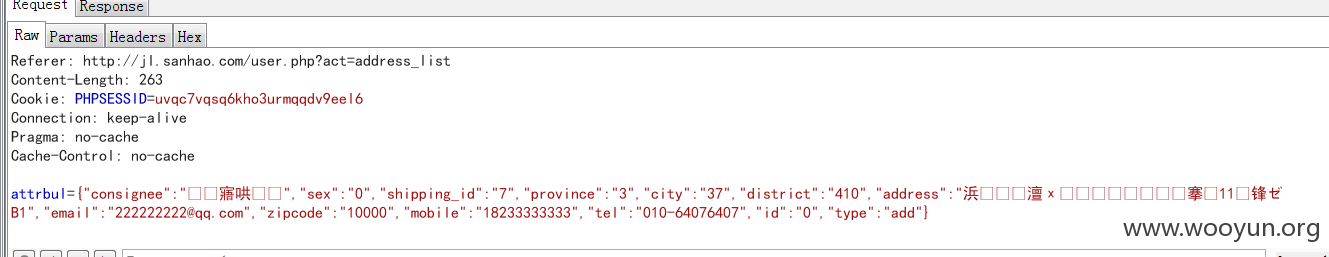 Request Response
Raw Params Headers Hex
Referer: http://jl.sanhao.com/user.php?act=address_list
Content-Length: 263
Cookie: PHPSESSID=uvqc7vqsq6kho3urmqqdv9eel6
Connection: keep-alive
Pragma: no-cache
Cache-Control: no-cache
attrbul={"consignee":"□□寤哄□□","sex":"0","shipping_id":"7","province":"3","city":"37","district":"410","address":"浜□□□澶х□□□□□□□□搴□11□锋ゼ
B1","email":"222222222@qq.com","zipcode":"10000","mobile":"18233333333","tel":"010-64076407","id":"0","type":"add"}
www.wooyun.org